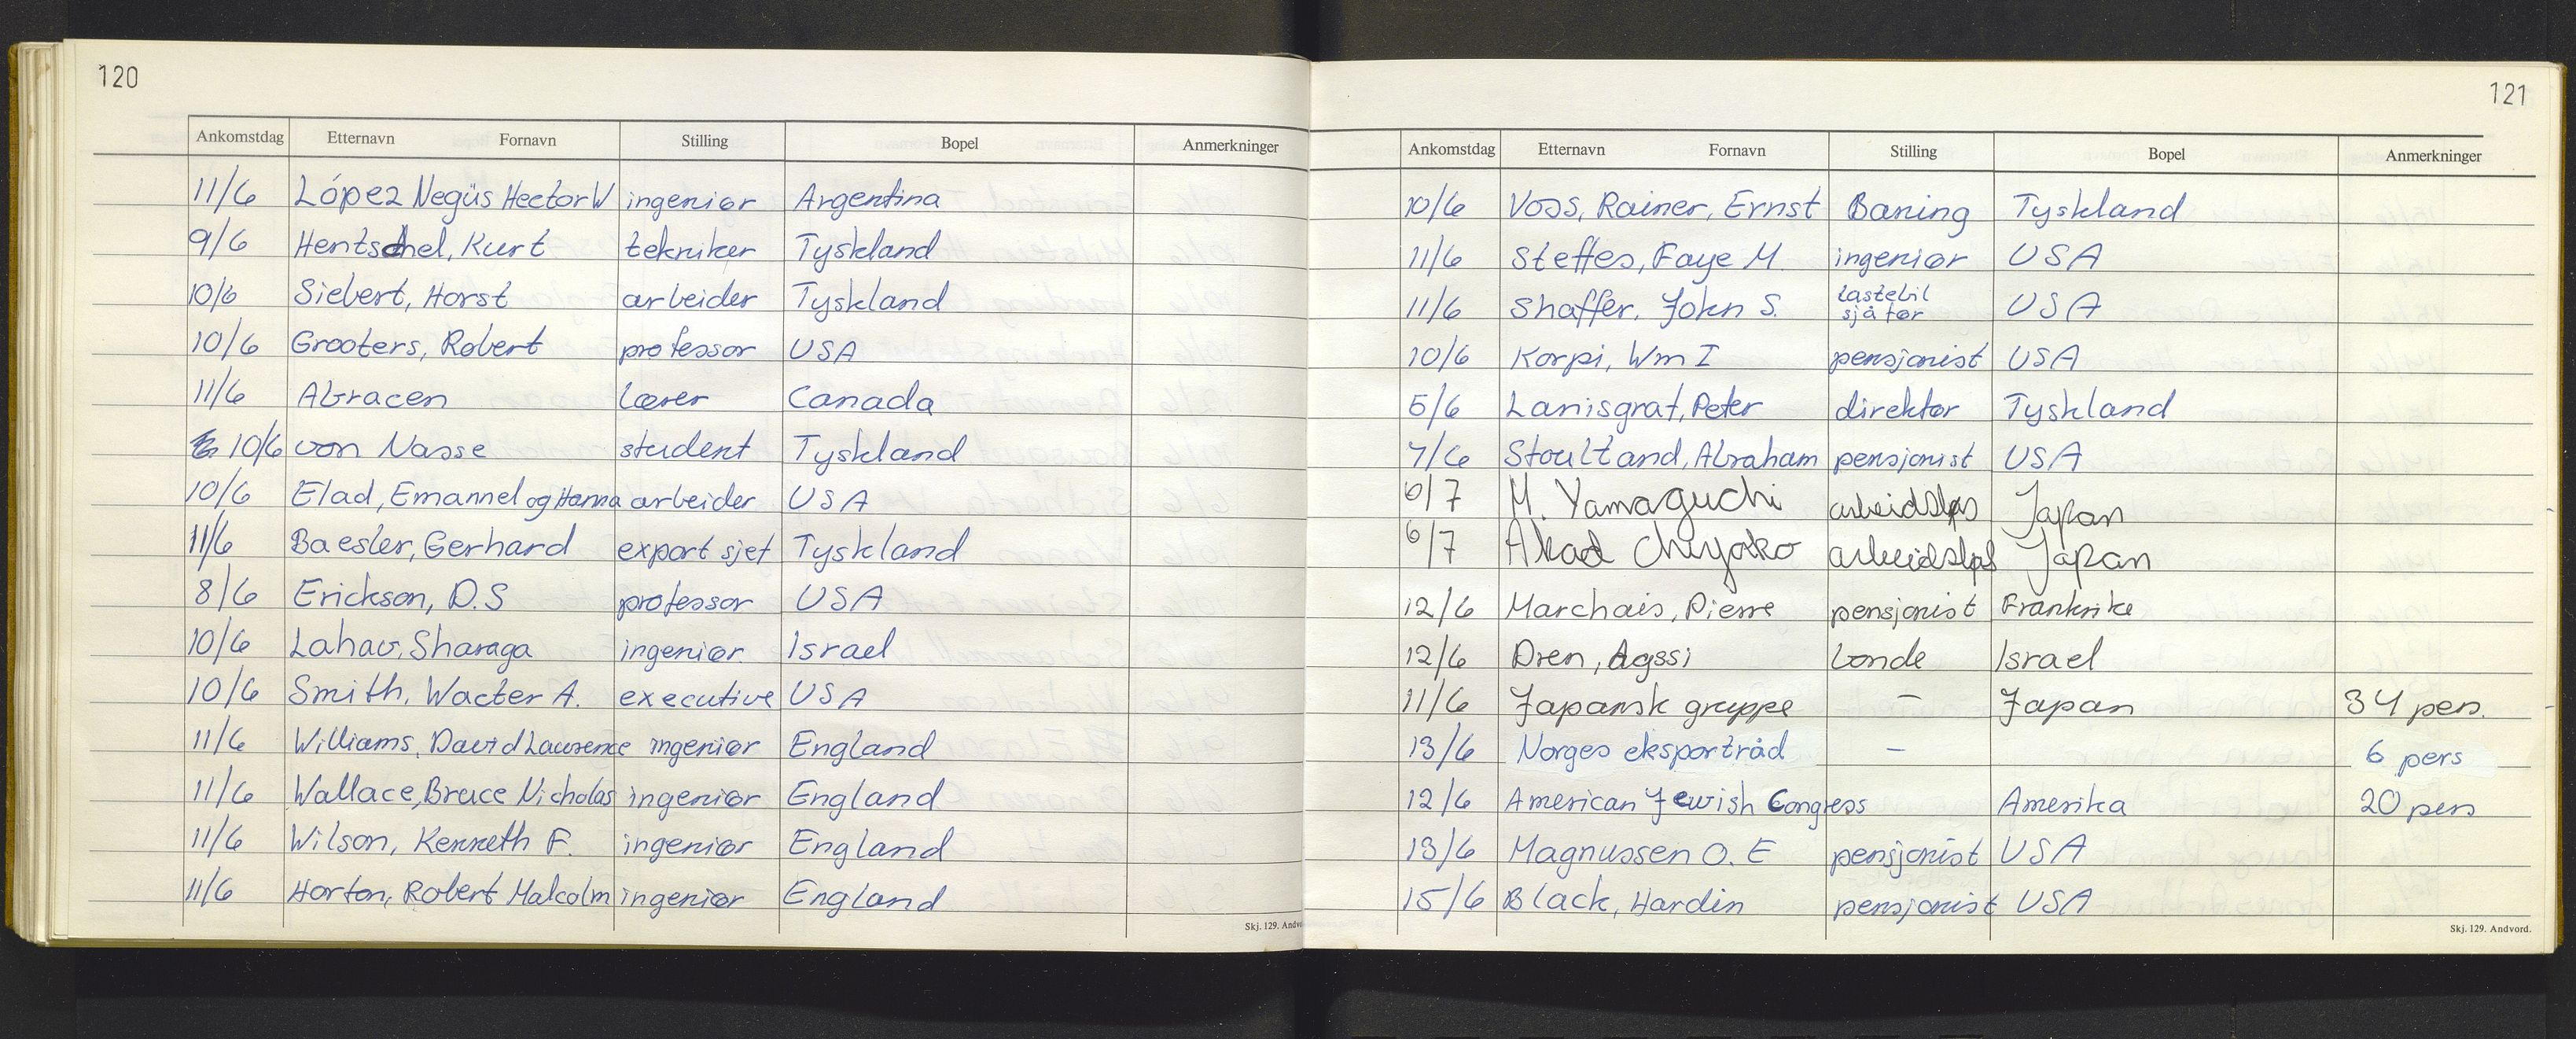 120
Ankomstdag Etternavn Fornavn Stilling Bopel Anmerkninger
11/6 López Negüs Hector W ingeniør Argentina
9/6 Hentschel, Kurt tekniker Tyskland
10/6 Siebert, Horst arbeider Tyskland
10/6 Grooters, Robert professor USA
11/6 Abracen lærer Canada
10/6 von Nasse student Tyskland
10/6 Elad, Emannel og Hanna arbeider USA
11/6 Baesler, Gerhard export sjef Tyskland
8/6 Erickson, D.S professor USA
10/6 Lahav, Sharaga ingeniør Israel
10/6 Smith, Wacter A. executive USA
11/6 Williams, David Lawrence ingeniør England
11/6 Wallace, Bruce Nicholas ingeniør England
11/6 Wilson, Kenneth F. ingeniør England
11/6 Horton, Robert Malcolm ingeniør England
Skj. 129. Andv
121
Ankomstdag Etternavn Fornavn Stilling Bopel Anmerkninger
10/6 Voss, Rainer, Ernst Baning Tyskland
11/6 Steffes, Faye M. ingeniør USA
11/6 Shaffer, John S. lastebil sjåfør USA
10/6 Korpi, Wm I pensjonist USA
5/6 Lanisgraf, Peter direktør Tyskland
7/6 Stoultand, Abraham pensjonist USA
6/7 M. Yamaguchi Japan
6/7 Akad Chiyoko Japan
12/6 Marchais, Pierre pensjonist Frankrike
12/6 Oren, Agssi bonde Israel
11/6 Japansk gruppe – Japan 34 pers.
13/6 Norges eksportråd – 6 pers
12/6 American Jewish Congress Amerika 20 pers
13/6 Magnussen O. E pensjonist USA
15/6 Black, Hardin pensjonist USA
Skj. 129. Andvord.